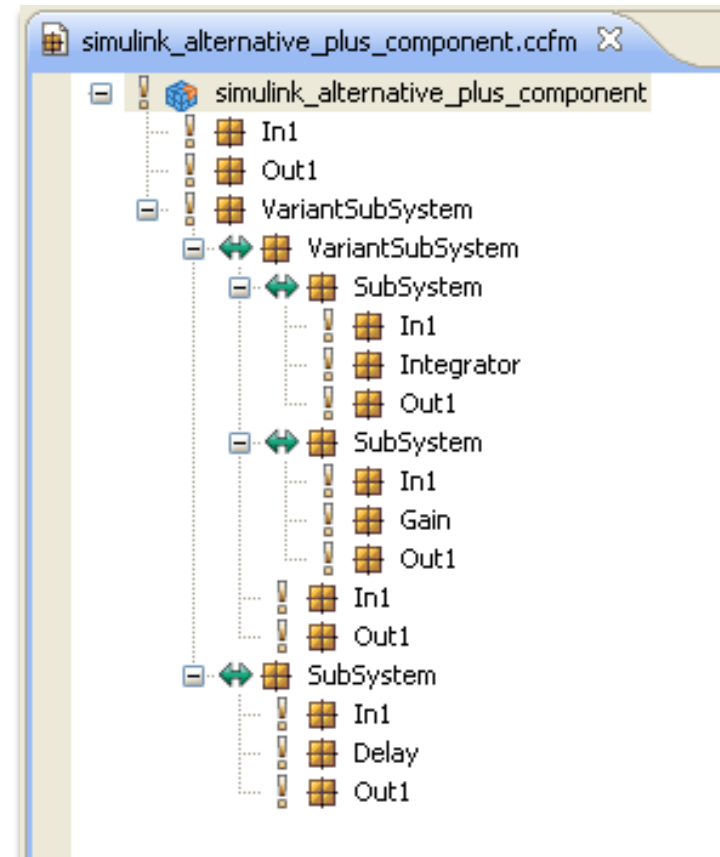 simulink_alternative_plus_component.ccfm
simulink_alternative_plus_component
In1
Out1
VariantSubSystem
VariantSubSystem
SubSystem
In1
Integrator
Out1
SubSystem
In1
Gain
Out1
In1
Out1
SubSystem
In1
Delay
Out1